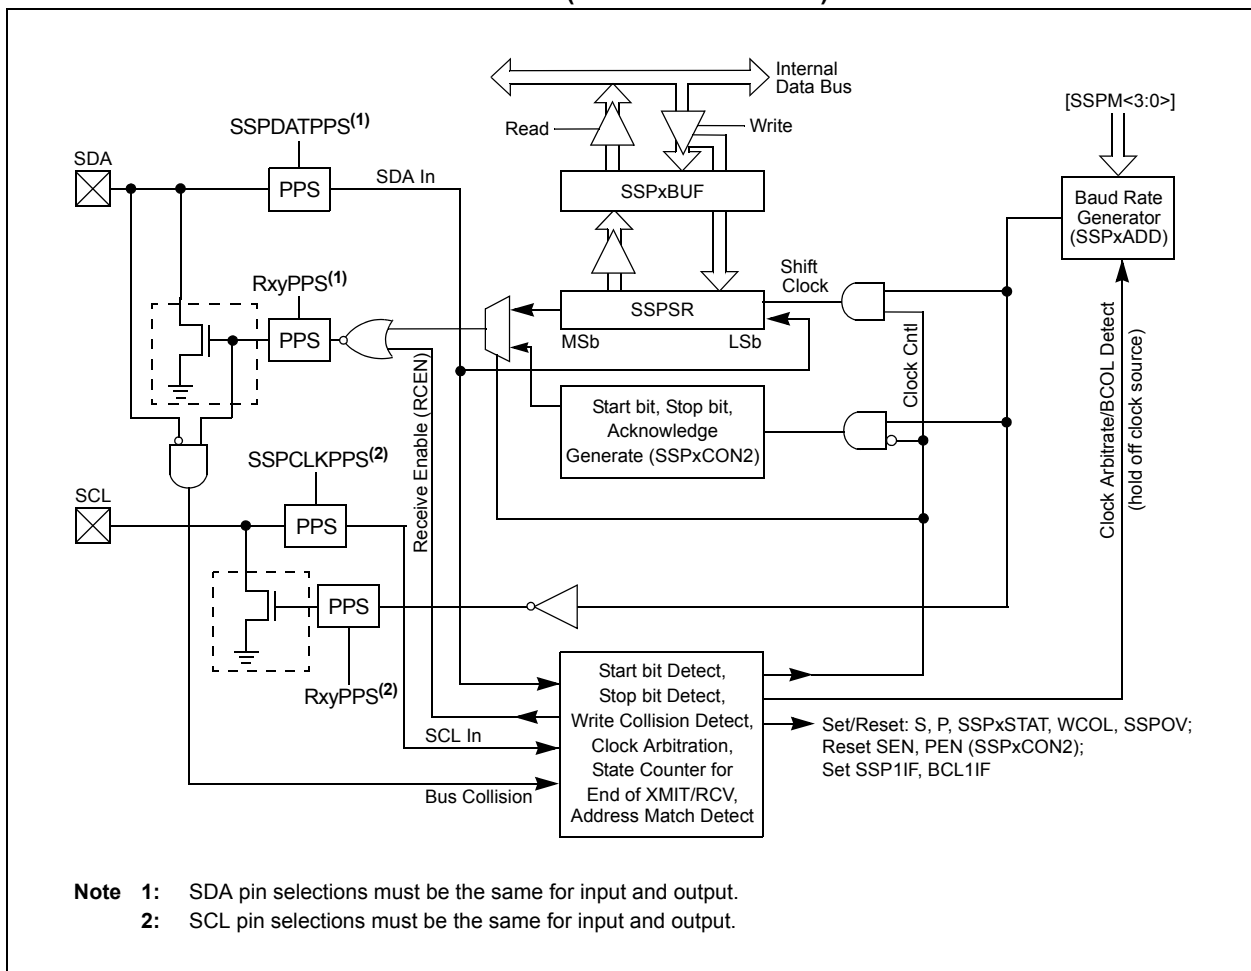 Internal
Data Bus
[SSPM<3:0>]
SSPDATPPS(1)
Read
Write
SDA
PPS
SDA In
SSPxBUF
Baud Rate
Generator
(SSPxADD)
RxyPPS(1)
Shift
Clock
PPS
SSPSR
MSb
LSb
Receive Enable (RCEN)
Clock Cntl
Clock Arbitrate/BCOL Detect
(hold off clock source)
Start bit, Stop bit,
Acknowledge
Generate (SSPxCON2)
SSPCLKPPS(2)
SCL
PPS
PPS
RxyPPS(2)
SCL In
Bus Collision
Start bit Detect,
Stop bit Detect,
Write Collision Detect,
Clock Arbitration,
State Counter for
End of XMIT/RCV,
Address Match Detect
Set/Reset: S, P, SSPxSTAT, WCOL, SSPOV;
Reset SEN, PEN (SSPxCON2);
Set SSP1IF, BCL1IF
Note 1: SDA pin selections must be the same for input and output.
2: SCL pin selections must be the same for input and output.